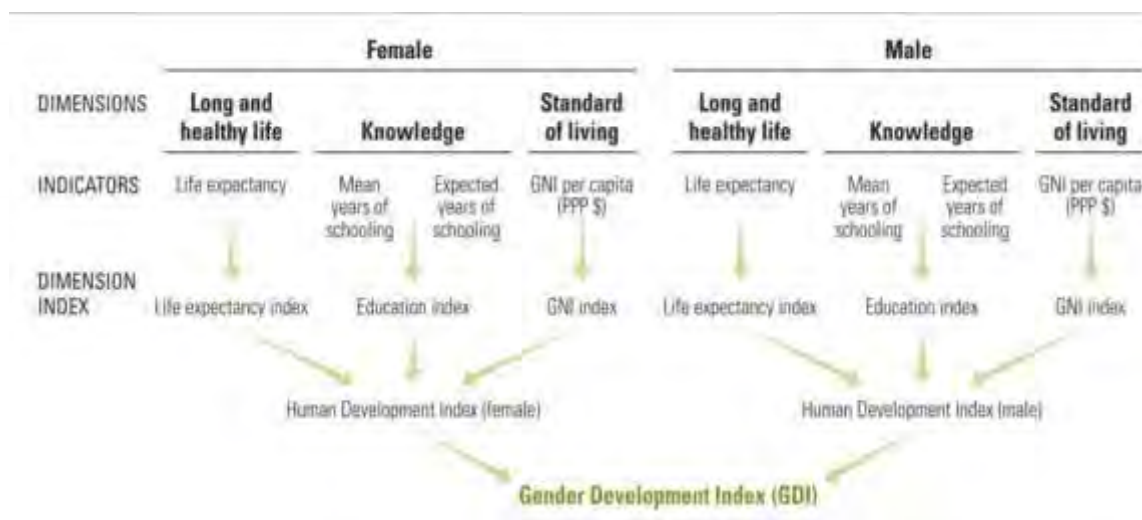 Female Male
DIMENSIONS Long and healthy life Knowledge Standard of living Long and healthy life Knowledge Standard of living
INDICATORS Life expectancy Mean years of schooling Expected years of schooling GNI per capita (PPP $) Life expectancy Mean years of schooling Expected years of schooling GNI per capita (PPP $)
DIMENSION INDEX Life expectancy index Education index GNI index Life expectancy index Education index GNI index
Human Development Index (female) Human Development Index (male)
Gender Development Index (GDI)